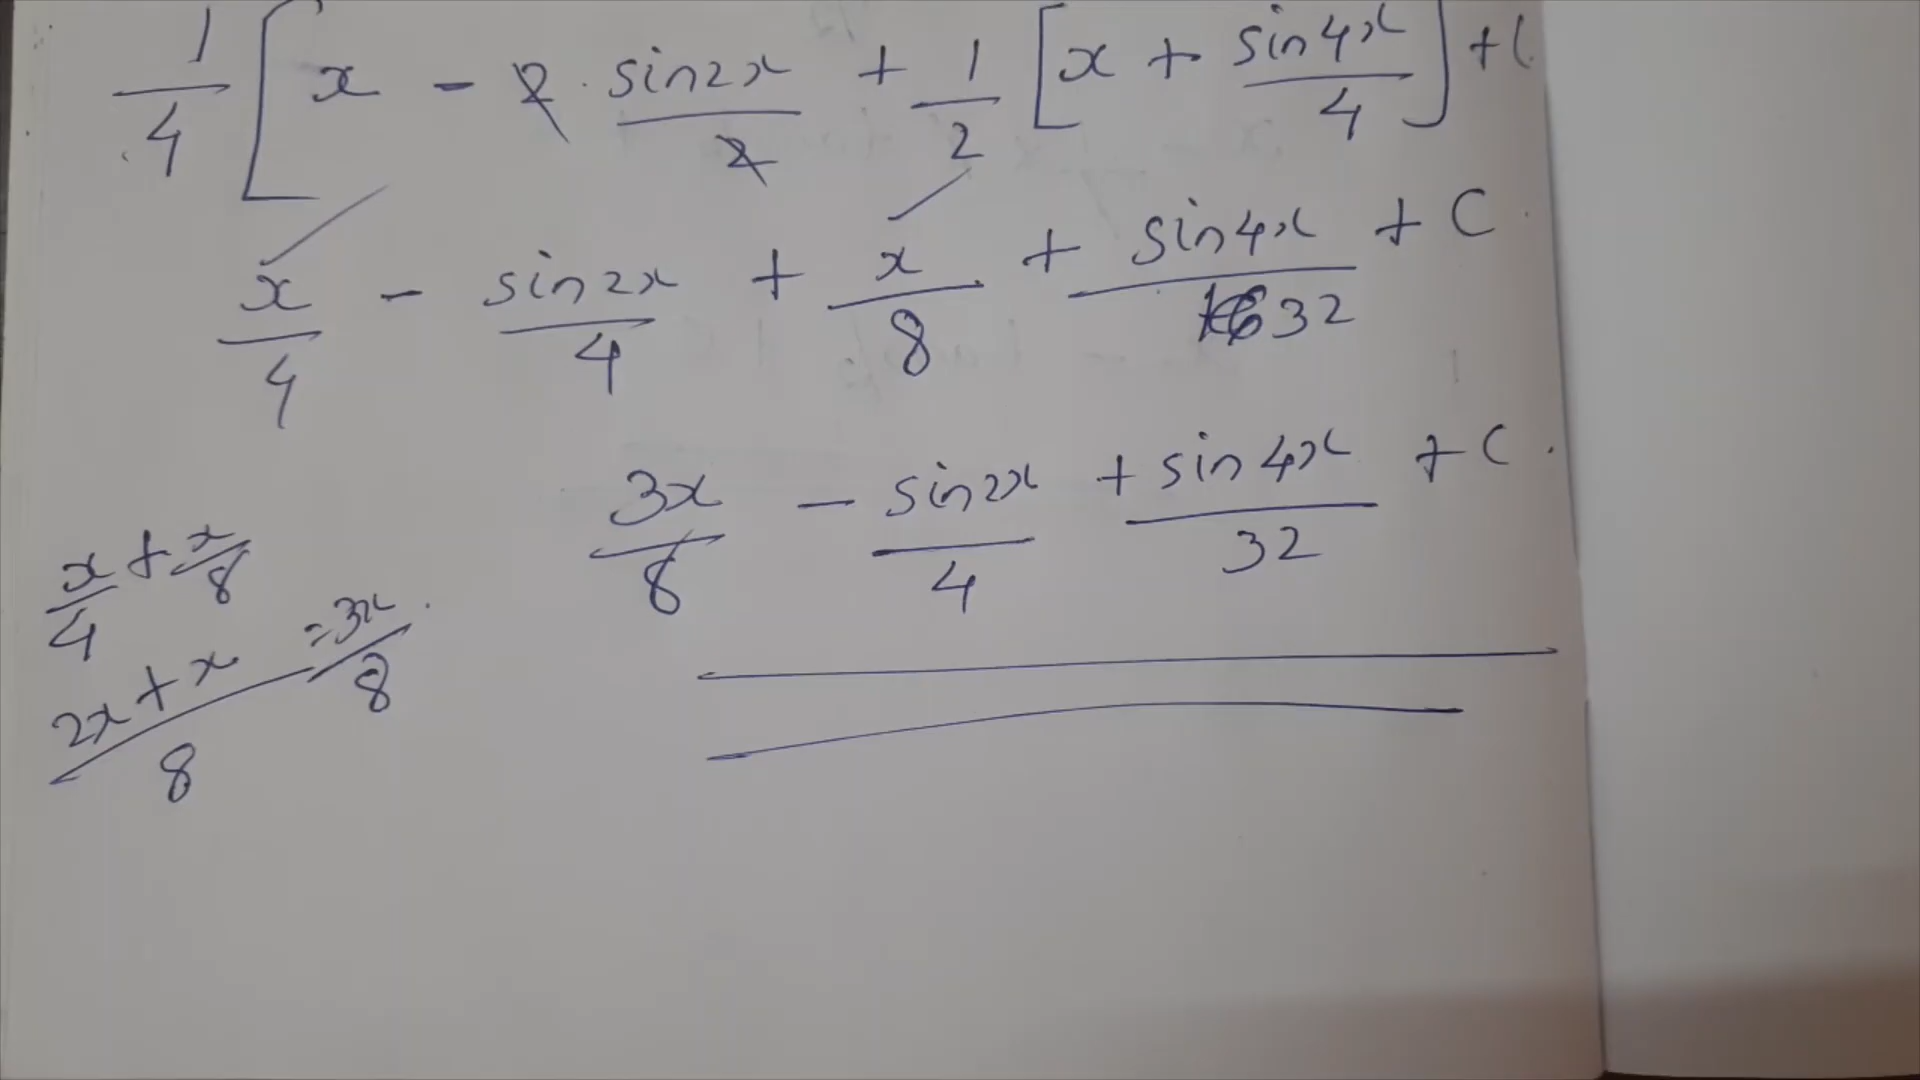 1/4 [x - 2 · sin2x/2 + 1/2 [x + sin4x/4] + C
x/4 - sin2x/4 + x/8 + sin4x/32 + C
3x/8 - sin2x/4 + sin4x/32 + C.
x/4 + x/8
2x+x/8 = 3x/8